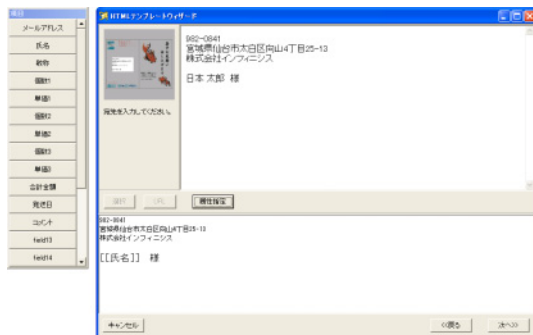 項目
メールアドレス
氏名
敬称
個数1
単価1
個数2
単価2
個数3
単価3
合計金額
発送日
コメント
field13
field14
HTMLテンプレートウィザード
宛先を入力してください。
982-0841
宮城県仙台市太白区向山4丁目25-13
株式会社インフィニシス
日本 太郎 様
選択
URL
属性指定
982-0841
宮城県仙台市太白区向山4丁目25-13
株式会社インフィニシス
[[氏名]] 様
キャンセル
<<戻る
次へ>>